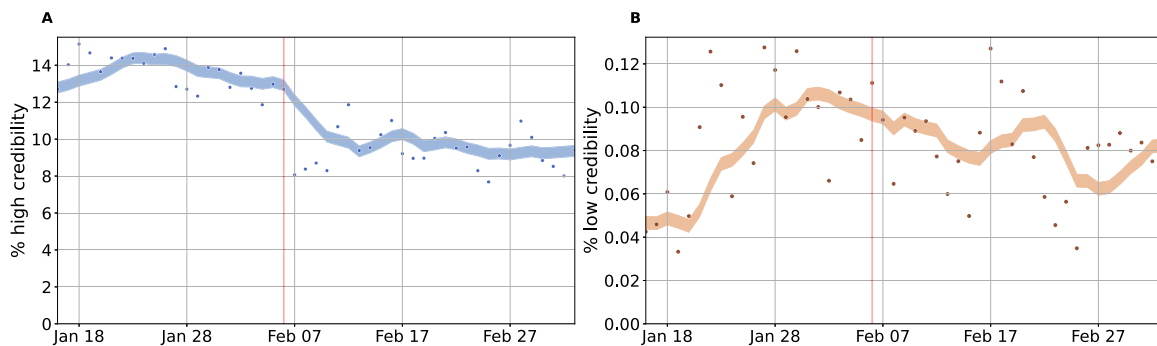 A
% high credibility
14
12
10
8
6
4
2
0
Jan 18 Jan 28 Feb 07 Feb 17 Feb 27
B
% low credibility
0.12
0.10
0.08
0.06
0.04
0.02
0.00
Jan 18 Jan 28 Feb 07 Feb 17 Feb 27